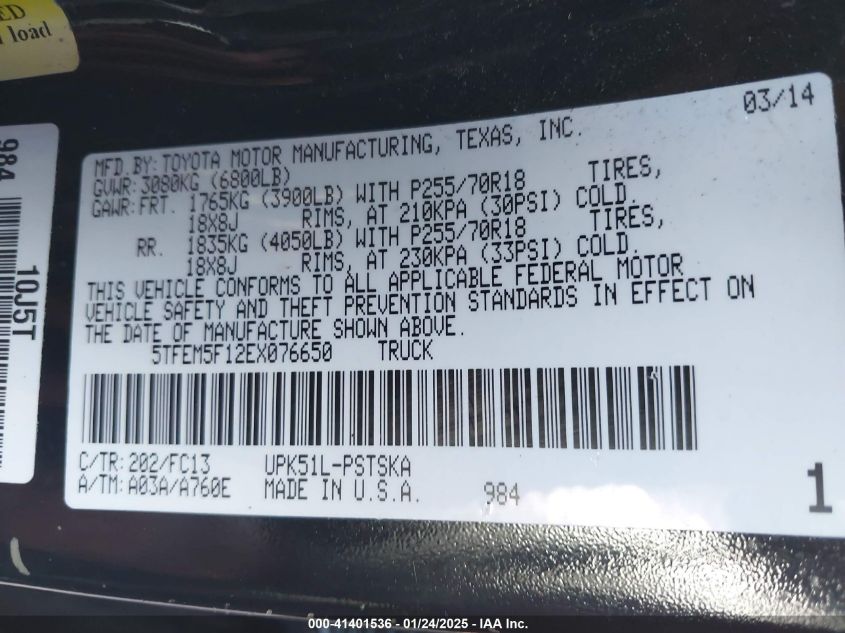 ED
load
984
10J5T
03/14
MFD.BY: TOYOTA MOTOR MANUFACTURING, TEXAS, INC.
GVWR: 3080KG (6800LB)
GAWR: FRT. 1765KG (3900LB) WITH P255/70R18 TIRES,
18X8J RIMS, AT 210KPA (30PSI) COLD.
RR. 1835KG (4050LB) WITH P255/70R18 TIRES,
18X8J RIMS, AT 230KPA (33PSI) COLD.
THIS VEHICLE CONFORMS TO ALL APPLICABLE FEDERAL MOTOR
VEHICLE SAFETY AND THEFT PREVENTION STANDARDS IN EFFECT ON
THE DATE OF MANUFACTURE SHOWN ABOVE.
5TFEM5F12EX076650 TRUCK
C/TR: 202/FC13 UPK51L-PSTSKA
A/TM: A03A/A760E MADE IN U.S.A. 984
1
000-41401536 - 01/24/2025 - IAA Inc.